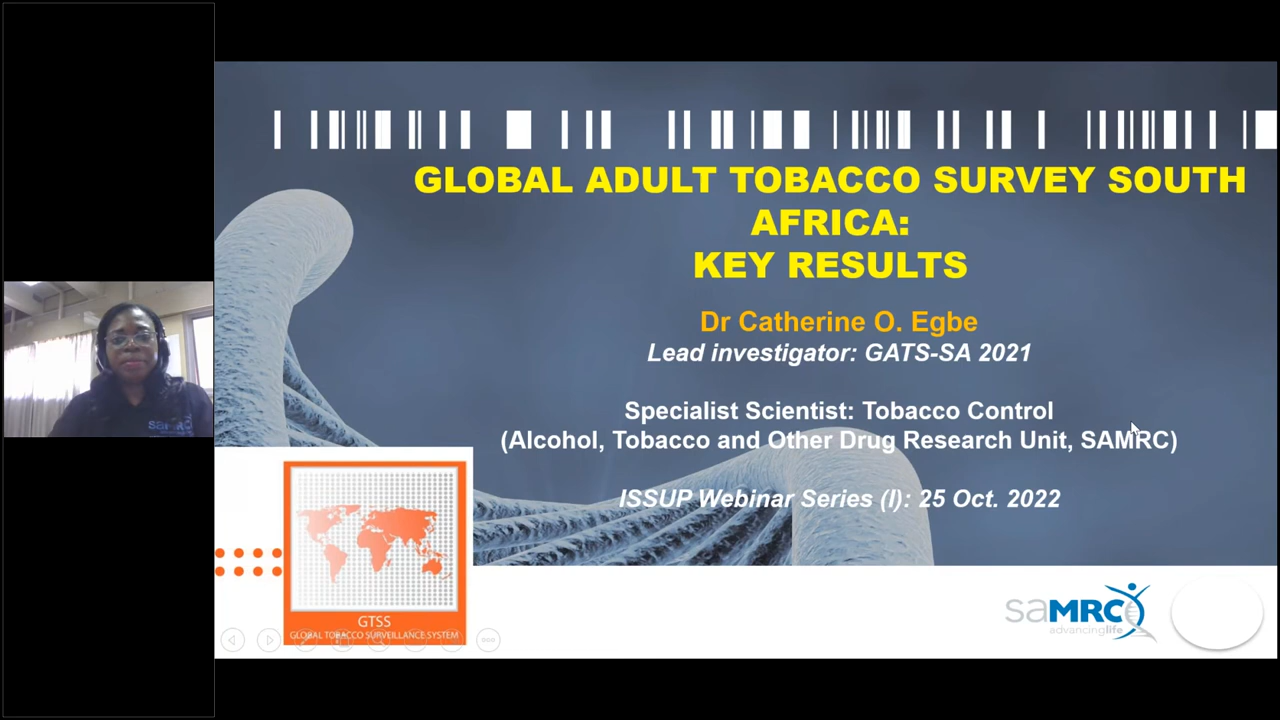 GLOBAL ADULT TOBACCO SURVEY SOUTH
AFRICA:
KEY RESULTS
Dr Catherine O. Egbe
Lead investigator: GATS-SA 2021
Specialist Scientist: Tobacco Control
(Alcohol, Tobacco and Other Drug Research Unit, SAMRC)
ISSUP Webinar Series (I): 25 Oct. 2022
saMRC
GTSS
GLOBAL TOBACCO SURVEILLANCE SYSTEM
saMRC
advancinglife